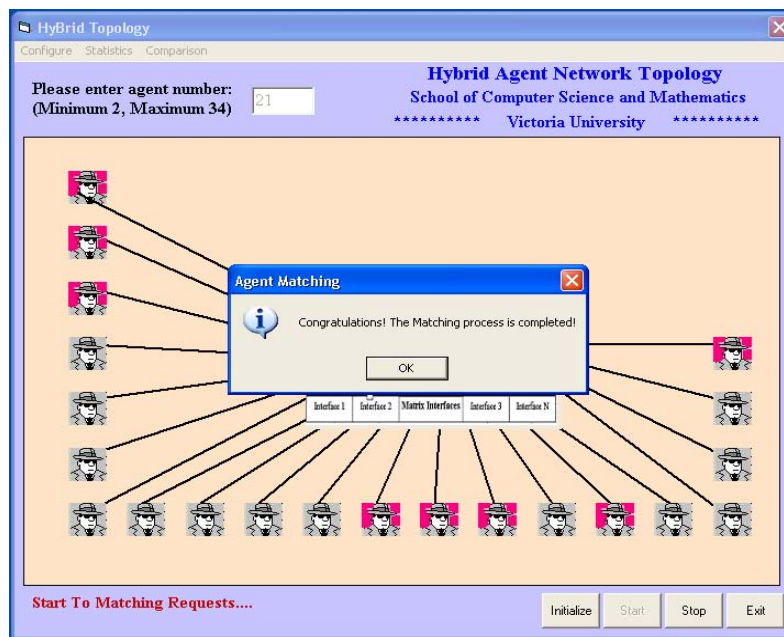 HyBrid Topology
Configure Statistics Comparison
Please enter agent number:
(Minimum 2, Maximum 34)
21
Hybrid Agent Network Topology
School of Computer Science and Mathematics
********** Victoria University **********
Agent Matching
Congratulations! The Matching process is completed!
OK
Interface 1 Interface 2 Matrix Interfaces Interface 3 Interface N
Start To Matching Requests....
Initialize Start Stop Exit